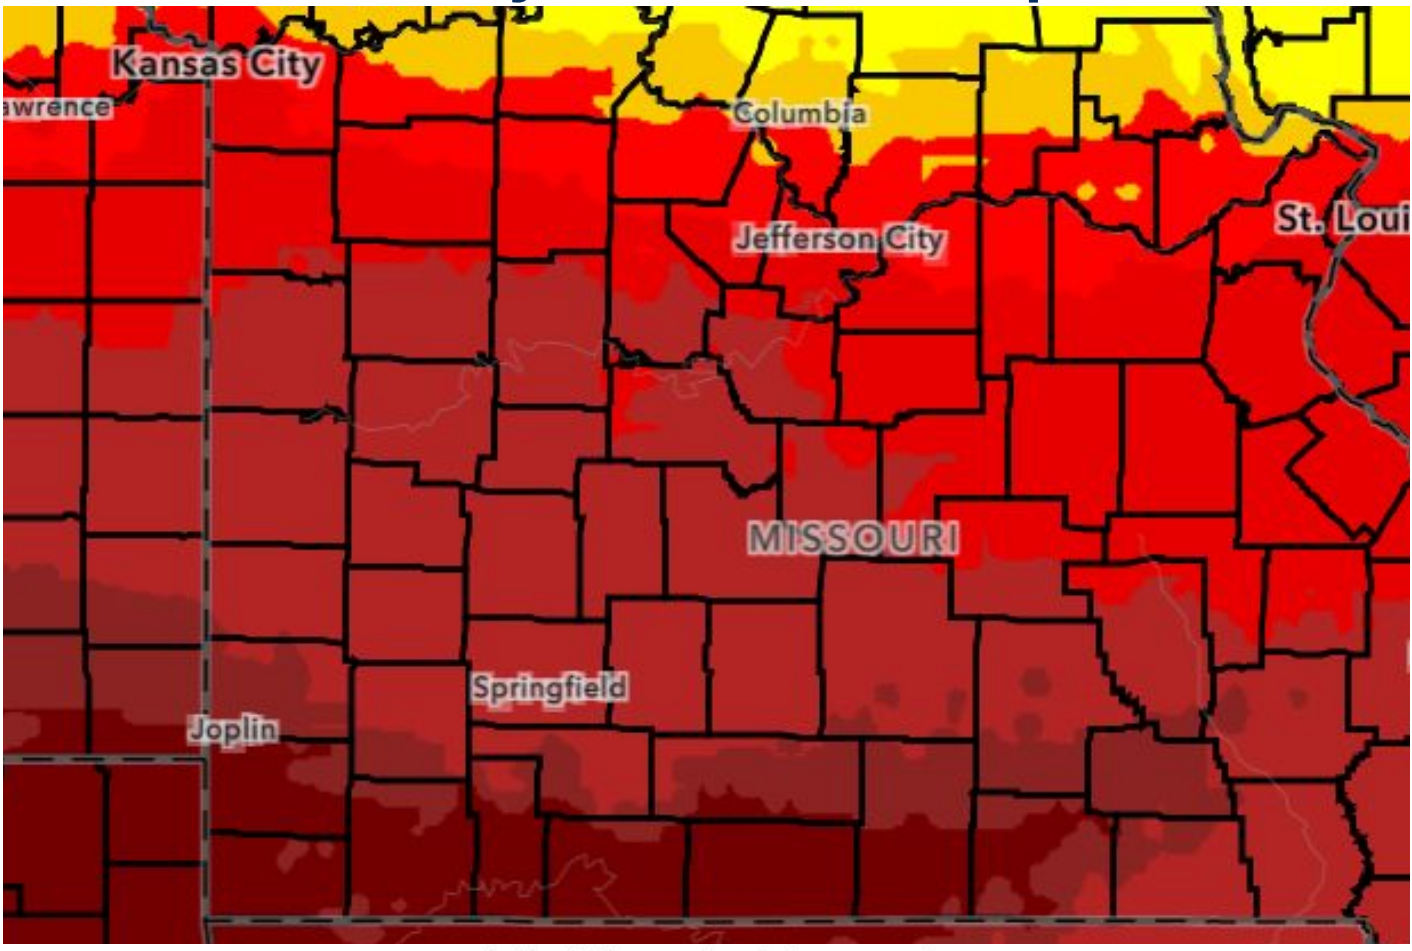 Kansas City
awrence
Columbia
Jefferson City
St. Loui
MISSOURI
Springfield
Joplin